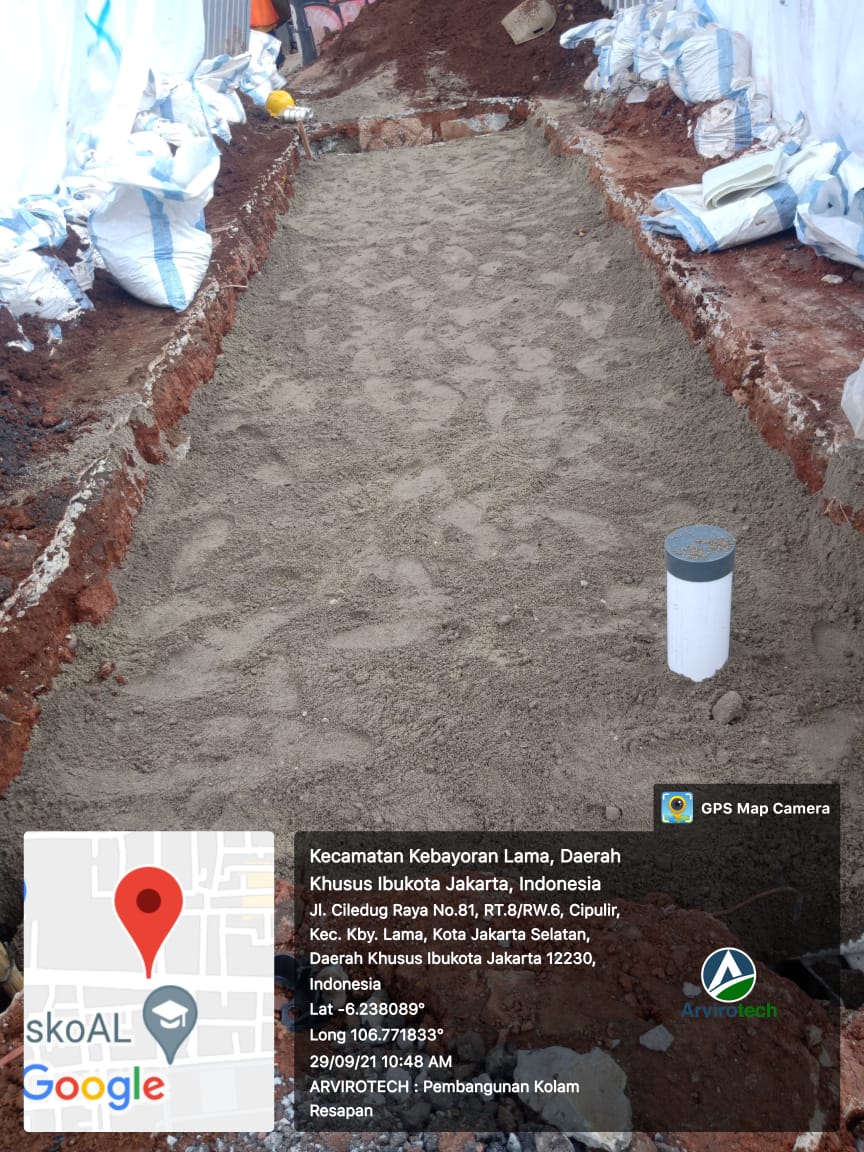 GPS Map Camera
Kecamatan Kebayoran Lama, Daerah
Khusus Ibukota Jakarta, Indonesia
Jl. Ciledug Raya No.81, RT.8/RW.6, Cipulir,
Kec. Kby. Lama, Kota Jakarta Selatan,
Daerah Khusus Ibukota Jakarta 12230,
Indonesia
Lat -6.238089°
Long 106.771833°
29/09/21 10:48 AM
ARVIROTECH : Pembangunan Kolam
Resapan
Arvirotech
skoAL
Google